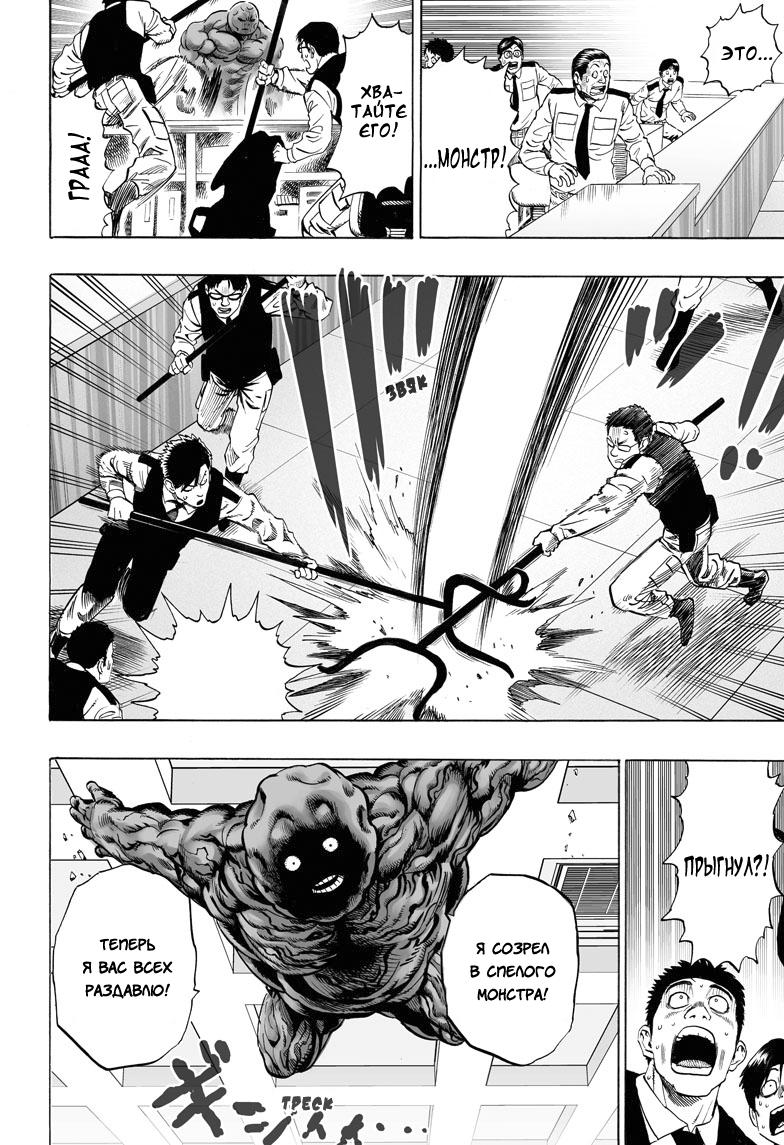 ЭТО...
...МОНСТР!
ХВА-
ТАЙТЕ
ЕГО!
ГРААА!
ЗВЯК
ПРЫГНУЛ?!
Я СОЗРЕЛ
В СПЕЛОГО
МОНСТРА!
ТЕПЕРЬ
Я ВАС ВСЕХ
РАЗДАВЛЮ!
ТРЕСК